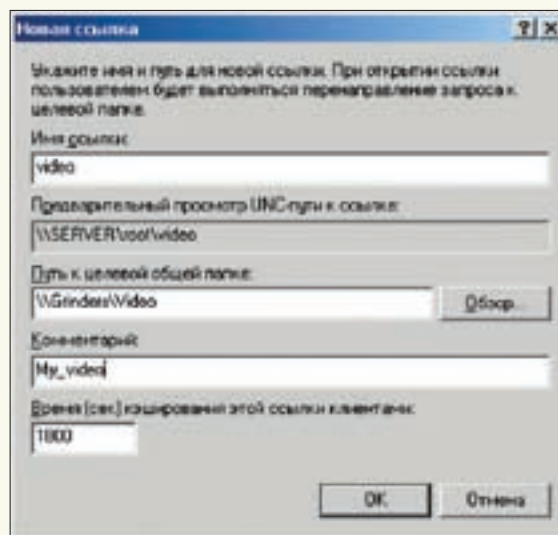 Новая ссылка
Укажите имя и путь для новой ссылки. При открытии ссылки
пользователем будет выполняться перенаправление запроса к
целевой папке.
Имя ссылки:
video
Предварительный просмотр UNC-пути к ссылке:
\\SERVER\root\video
Путь к целевой общей папке:
\\Grinders\Video
Обзор...
Комментарий:
My_video
Время (сек.) кэширования этой ссылки клиентами:
1800
OK
Отмена